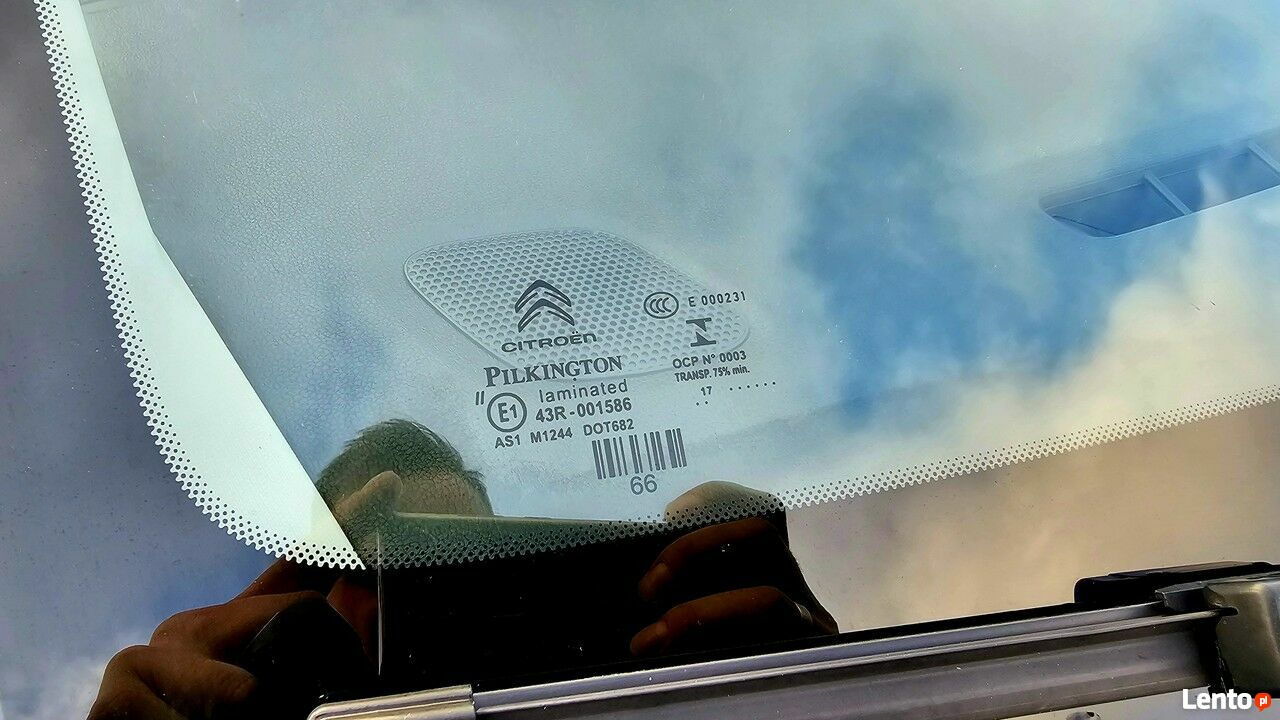 CITROËN
CCC E 000231
PILKINGTON
OCP N° 0003
TRANSP. 75% min.
laminated
17 ......
..
" E1 43R-001586
AS1 M1244 DOT682
66
Lento.pl